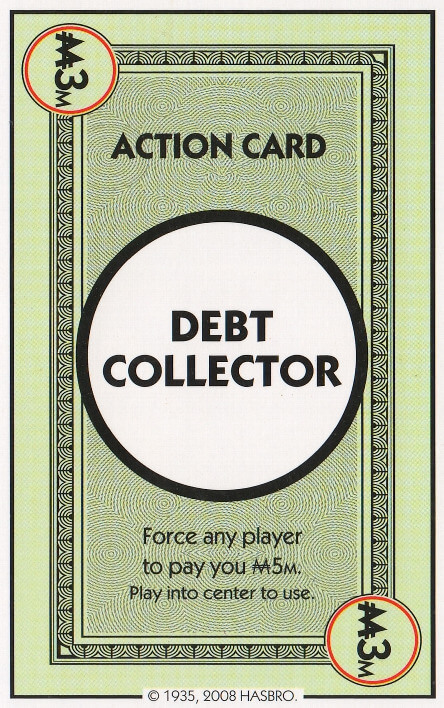 ₩3M
ACTION CARD
DEBT
COLLECTOR
Force any player
to pay you ₩5M.
Play into center to use.
₩3M
© 1935, 2008 HASBRO.